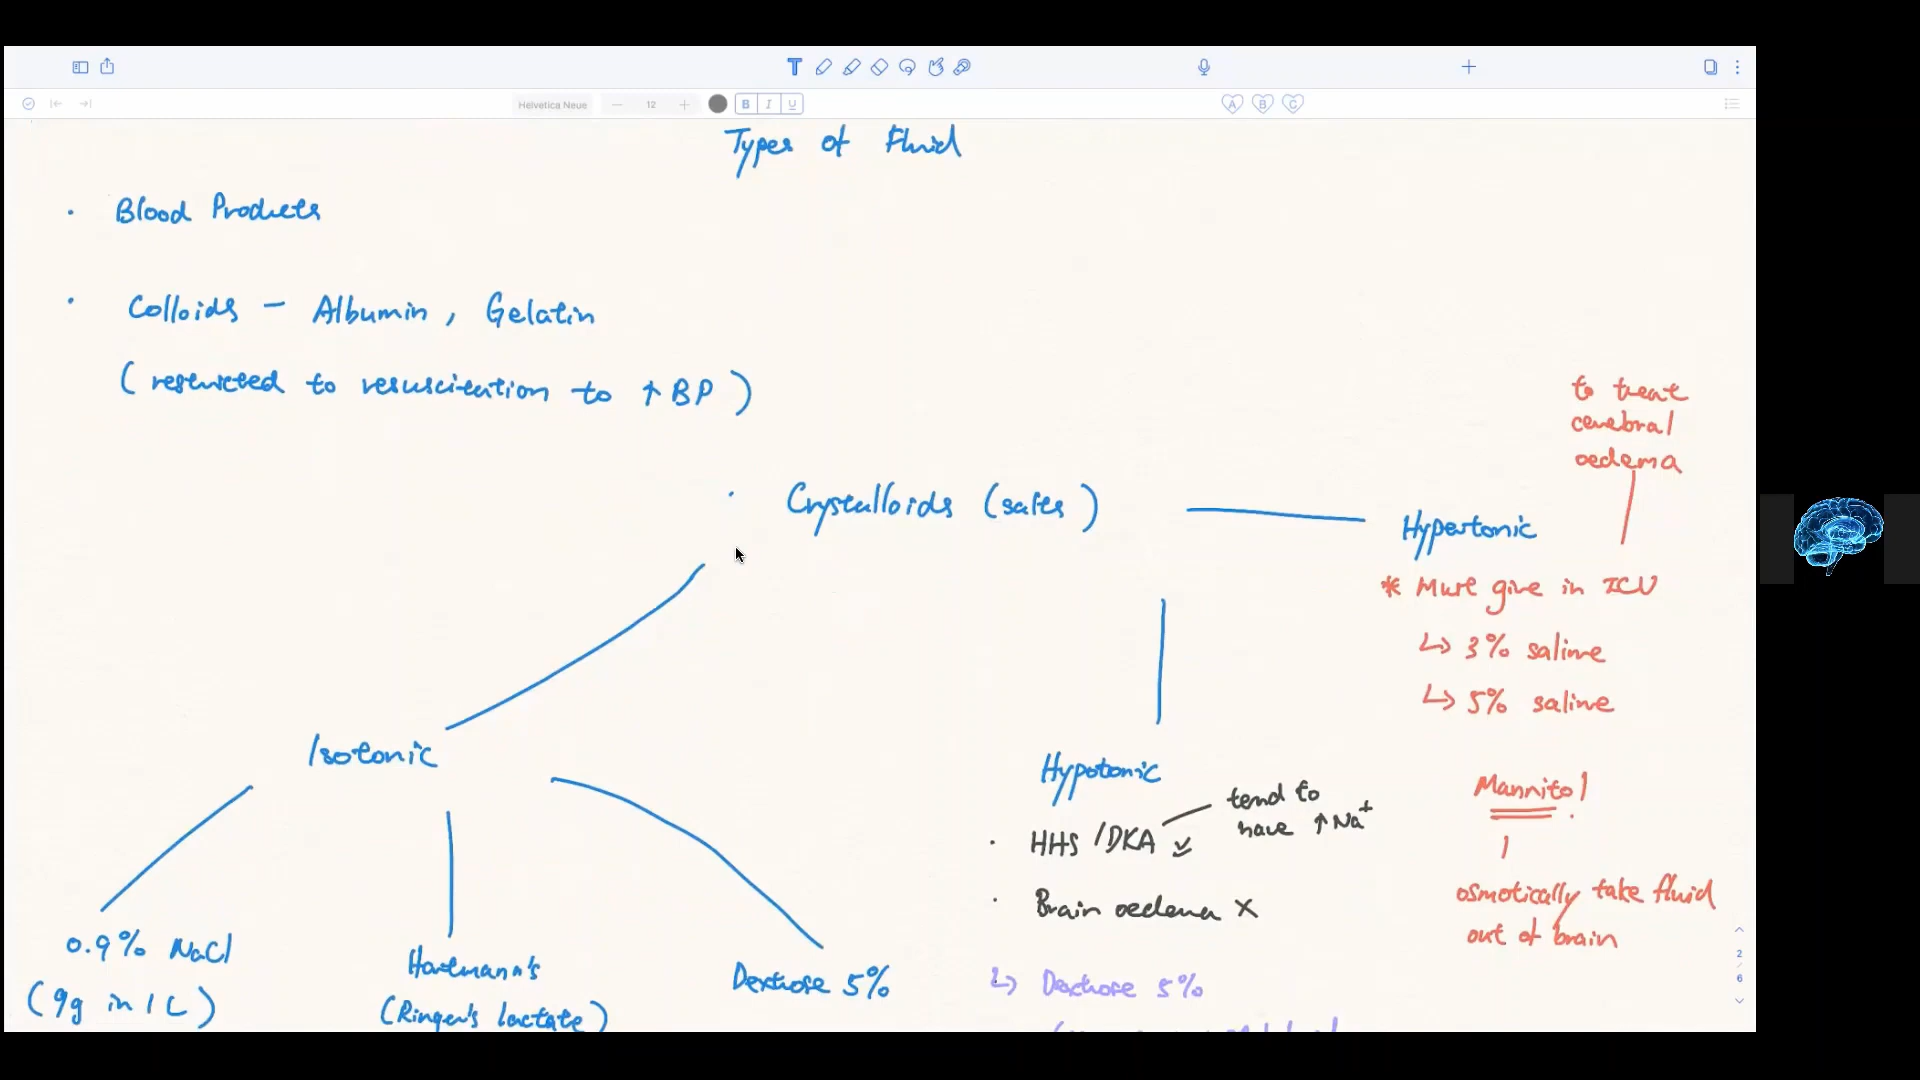 Helvetica Neue
12
B I U
A B C
Types of Fluid
· Blood Products
· Colloids - Albumin, Gelatin
(restricted to resuscitation to ↑ BP)
to treat
cerebral
oedema
· Crystalloids (salts)
Hypertonic
* Must give in ICU
↳ 3% saline
↳ 5% saline
Isotonic
Hypotonic
Mannitol
tend to
have ↑ Na+
· HHS / DKA ✓
osmotically take fluid
out of brain
· Brain oedema ✗
0.9% NaCl
(9g in 1L)
Hartmann's
(Ringer's lactate)
Dextrose 5%
↳ Dextrose 5%
2
6